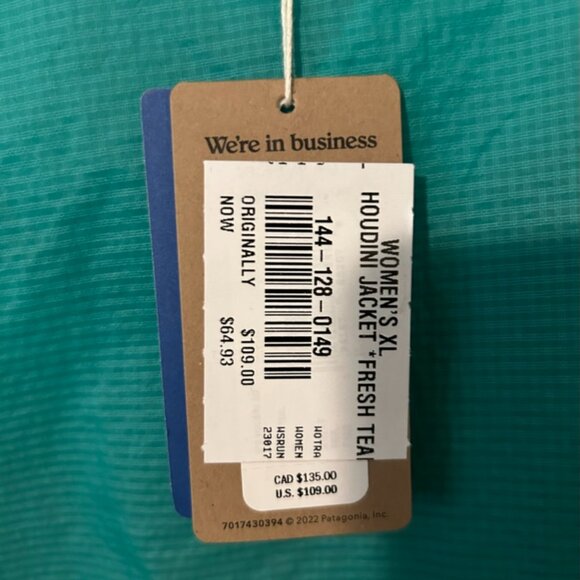 We're in business
WOMEN'S XL
HOUDINI JACKET *FRESH TEA
144-128-0149
ORIGINALLY $109.00
NOW $64.93
WOTRA
WOMEN
WSRUN
23017
CAD $135.00
U.S. $109.00
7017430394 © 2022 Patagonia, Inc.